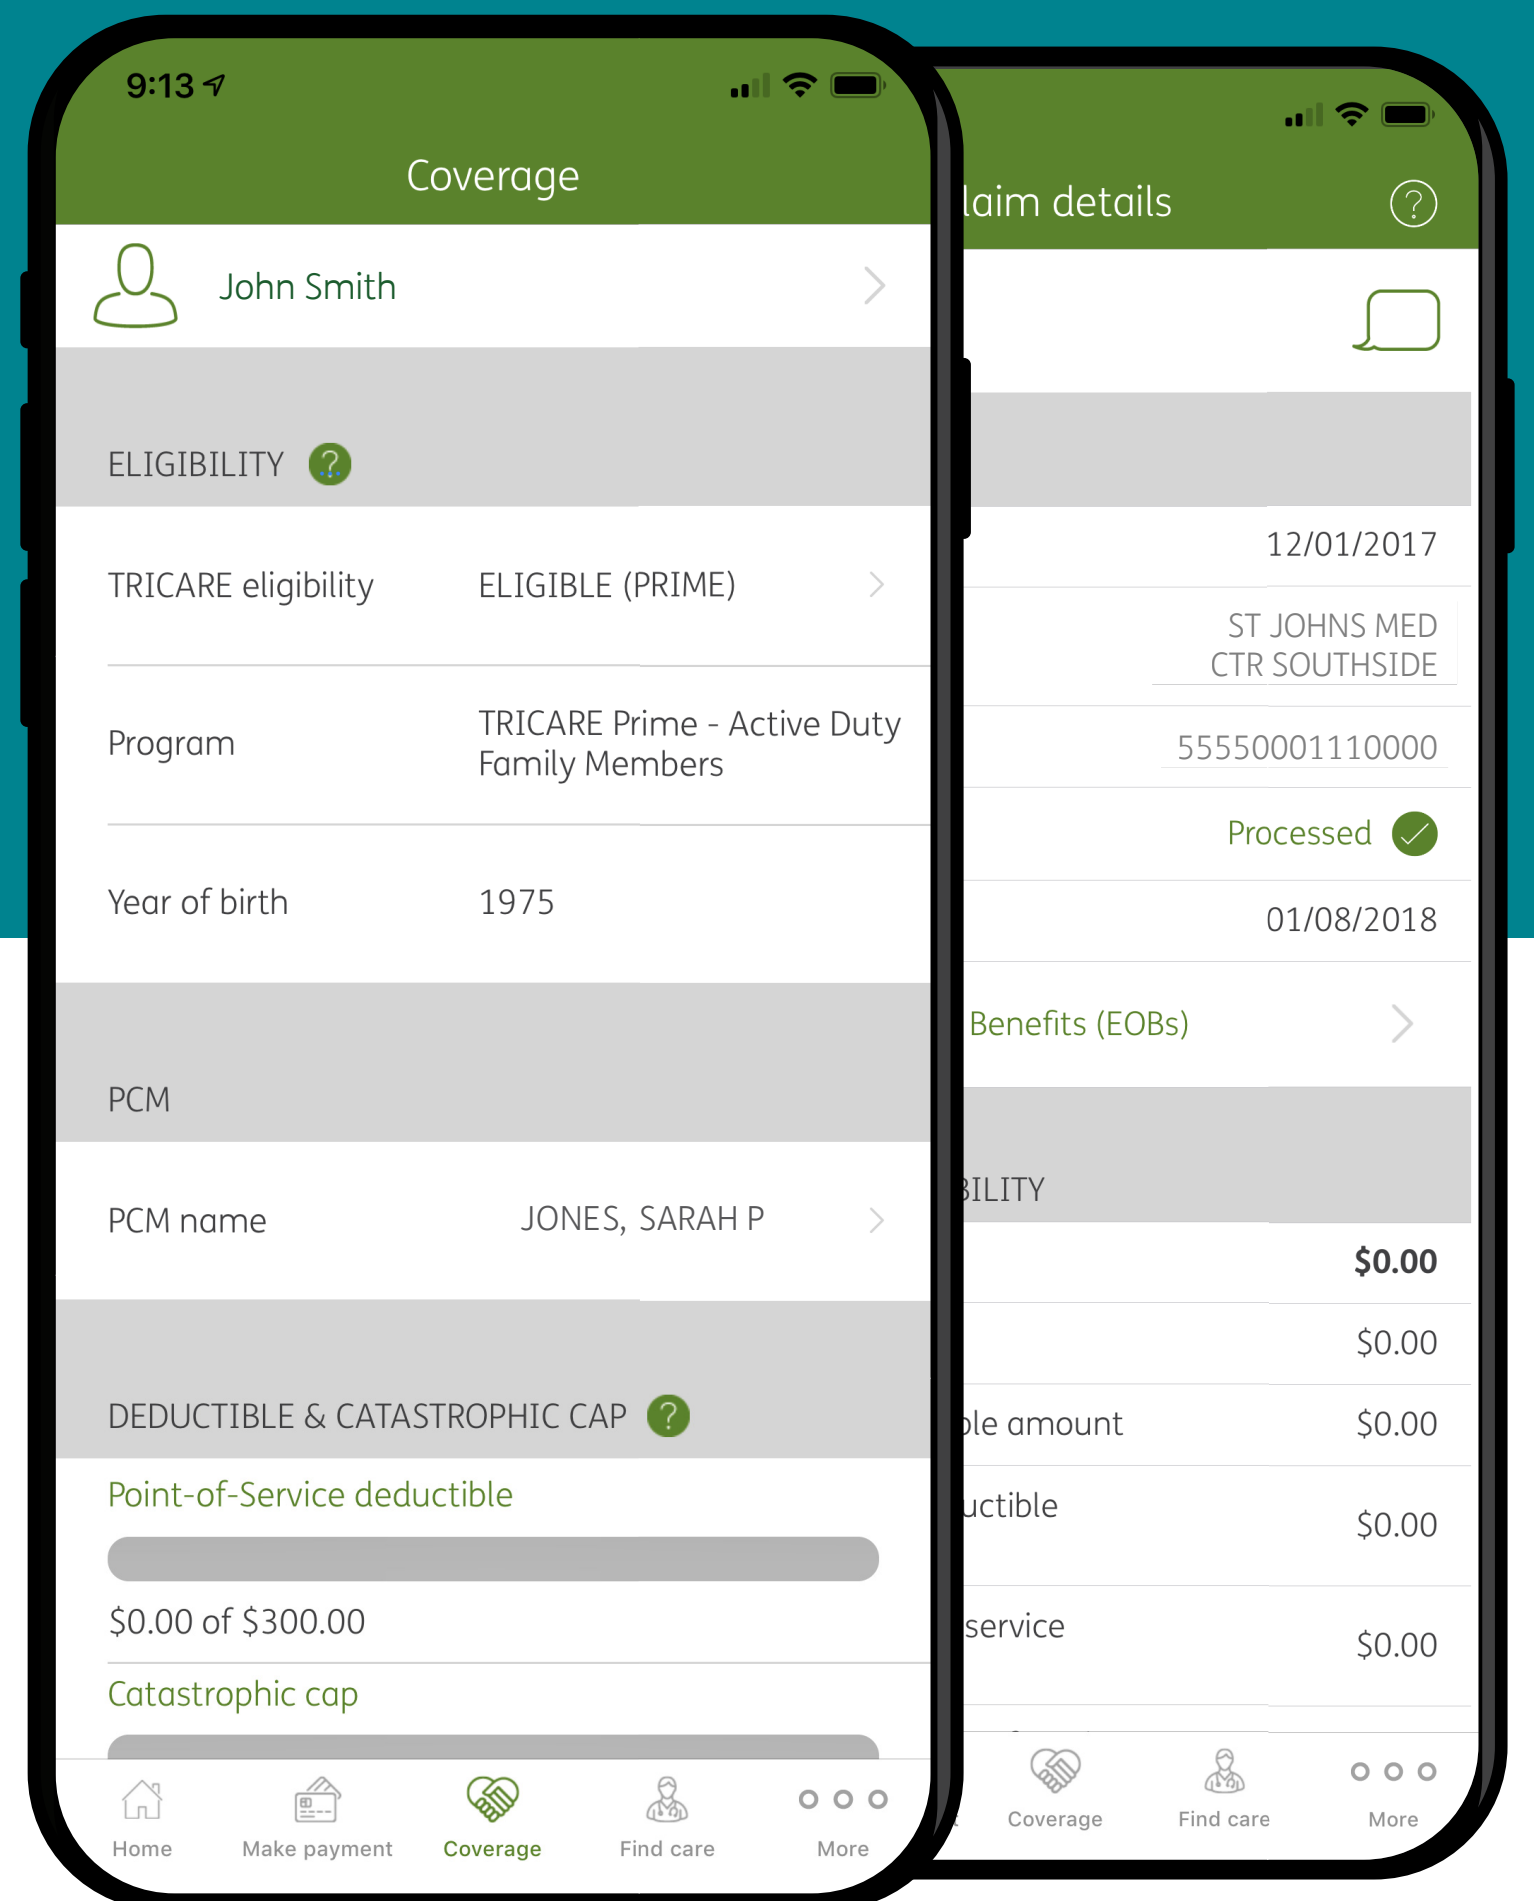 9:13
Coverage
John Smith
ELIGIBILITY ?
TRICARE eligibility ELIGIBLE (PRIME)
Program TRICARE Prime - Active Duty
Family Members
Year of birth 1975
PCM
PCM name JONES, SARAH P
DEDUCTIBLE & CATASTROPHIC CAP ?
Point-of-Service deductible
$0.00 of $300.00
Catastrophic cap
Home Make payment Coverage Find care More
laim details ?
12/01/2017
ST JOHNS MED
CTR SOUTHSIDE
55550001110000
Processed
01/08/2018
Benefits (EOBs)
BILITY
$0.00
$0.00
ble amount $0.00
uctible
$0.00
service
$0.00
t Coverage Find care More